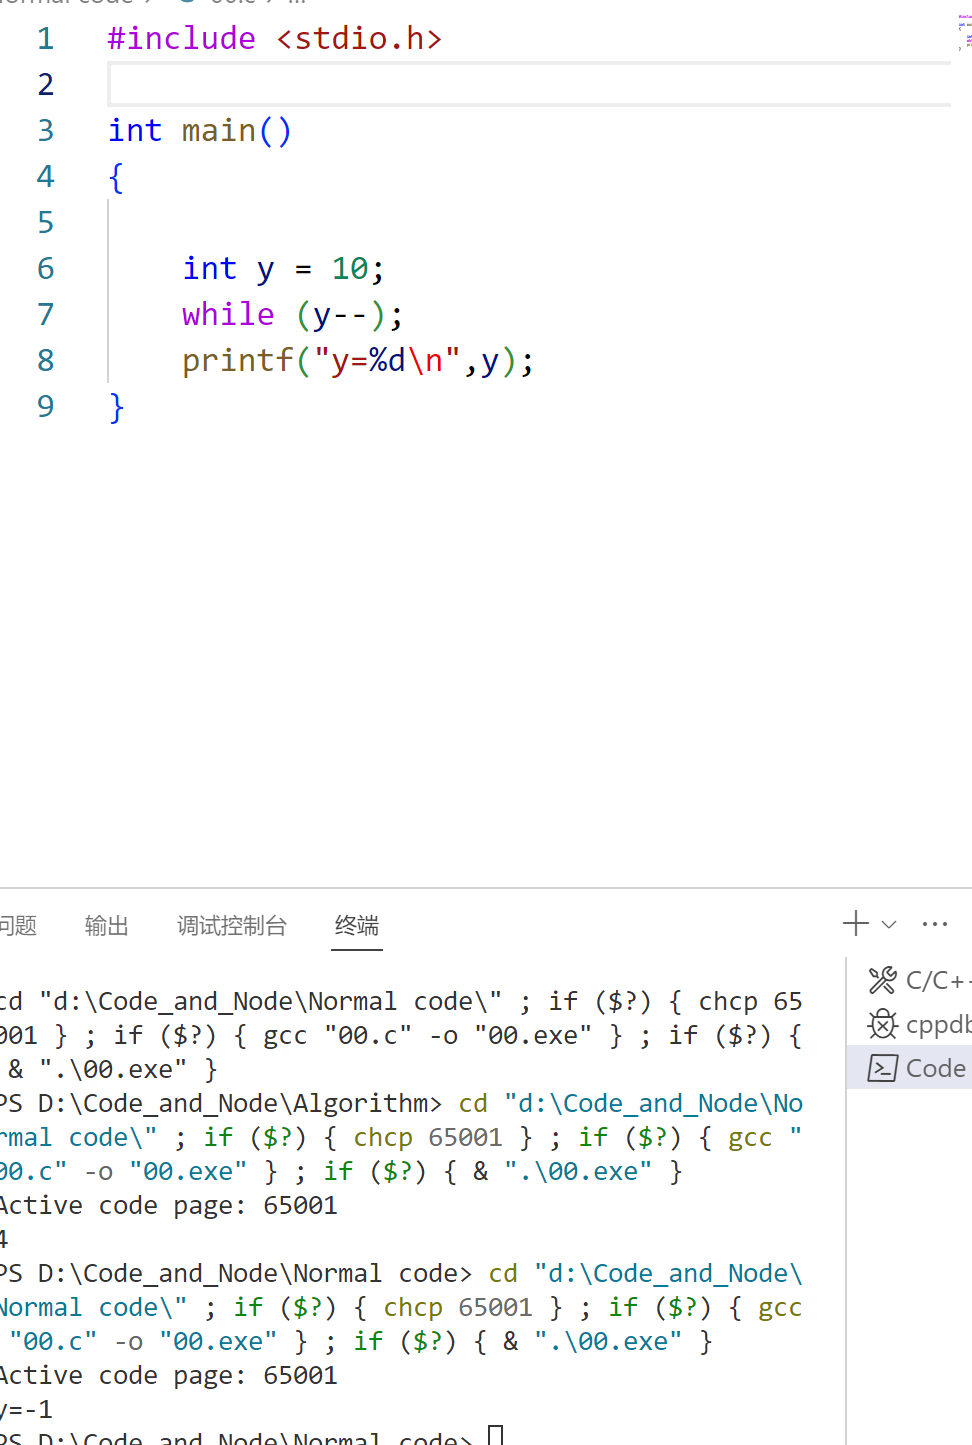 00.c > ...
1 #include <stdio.h>
2
3 int main()
4 {
5
6 int y = 10;
7 while (y--);
8 printf("y=%d\n",y);
9 }
问题 输出 调试控制台 终端
cd "d:\Code_and_Node\Normal code\" ; if ($?) { chcp 65
001 } ; if ($?) { gcc "00.c" -o "00.exe" } ; if ($?) {
& ".\00.exe" }
PS D:\Code_and_Node\Algorithm> cd "d:\Code_and_Node\No
rmal code\" ; if ($?) { chcp 65001 } ; if ($?) { gcc "
00.c" -o "00.exe" } ; if ($?) { & ".\00.exe" }
Active code page: 65001
4
PS D:\Code_and_Node\Normal code> cd "d:\Code_and_Node\
Normal code\" ; if ($?) { chcp 65001 } ; if ($?) { gcc
"00.c" -o "00.exe" } ; if ($?) { & ".\00.exe" }
Active code page: 65001
y=-1
PS D:\Code_and_Node\Normal code>
C/C+
cppdb
Code